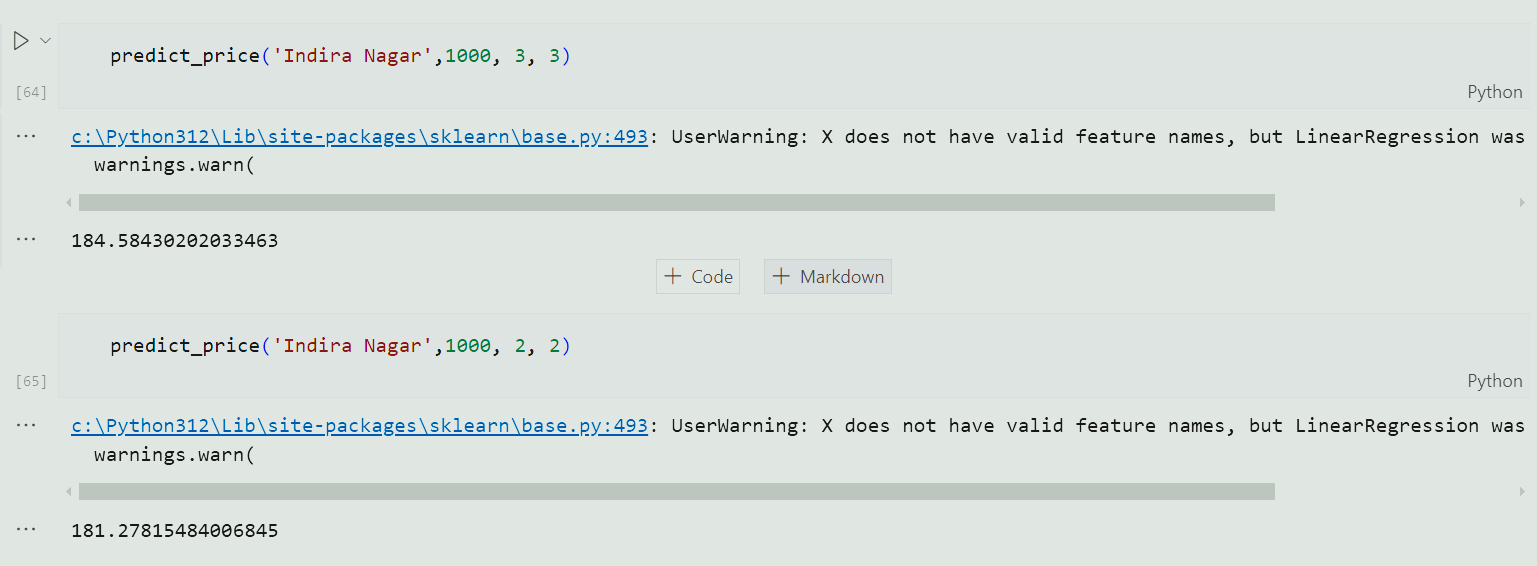 predict_price('Indira Nagar',1000, 3, 3)
[64]
Python
... c:\Python312\Lib\site-packages\sklearn\base.py:493: UserWarning: X does not have valid feature names, but LinearRegression was
warnings.warn(
... 184.58430202033463
+ Code + Markdown
predict_price('Indira Nagar',1000, 2, 2)
[65]
Python
... c:\Python312\Lib\site-packages\sklearn\base.py:493: UserWarning: X does not have valid feature names, but LinearRegression was
warnings.warn(
... 181.27815484006845